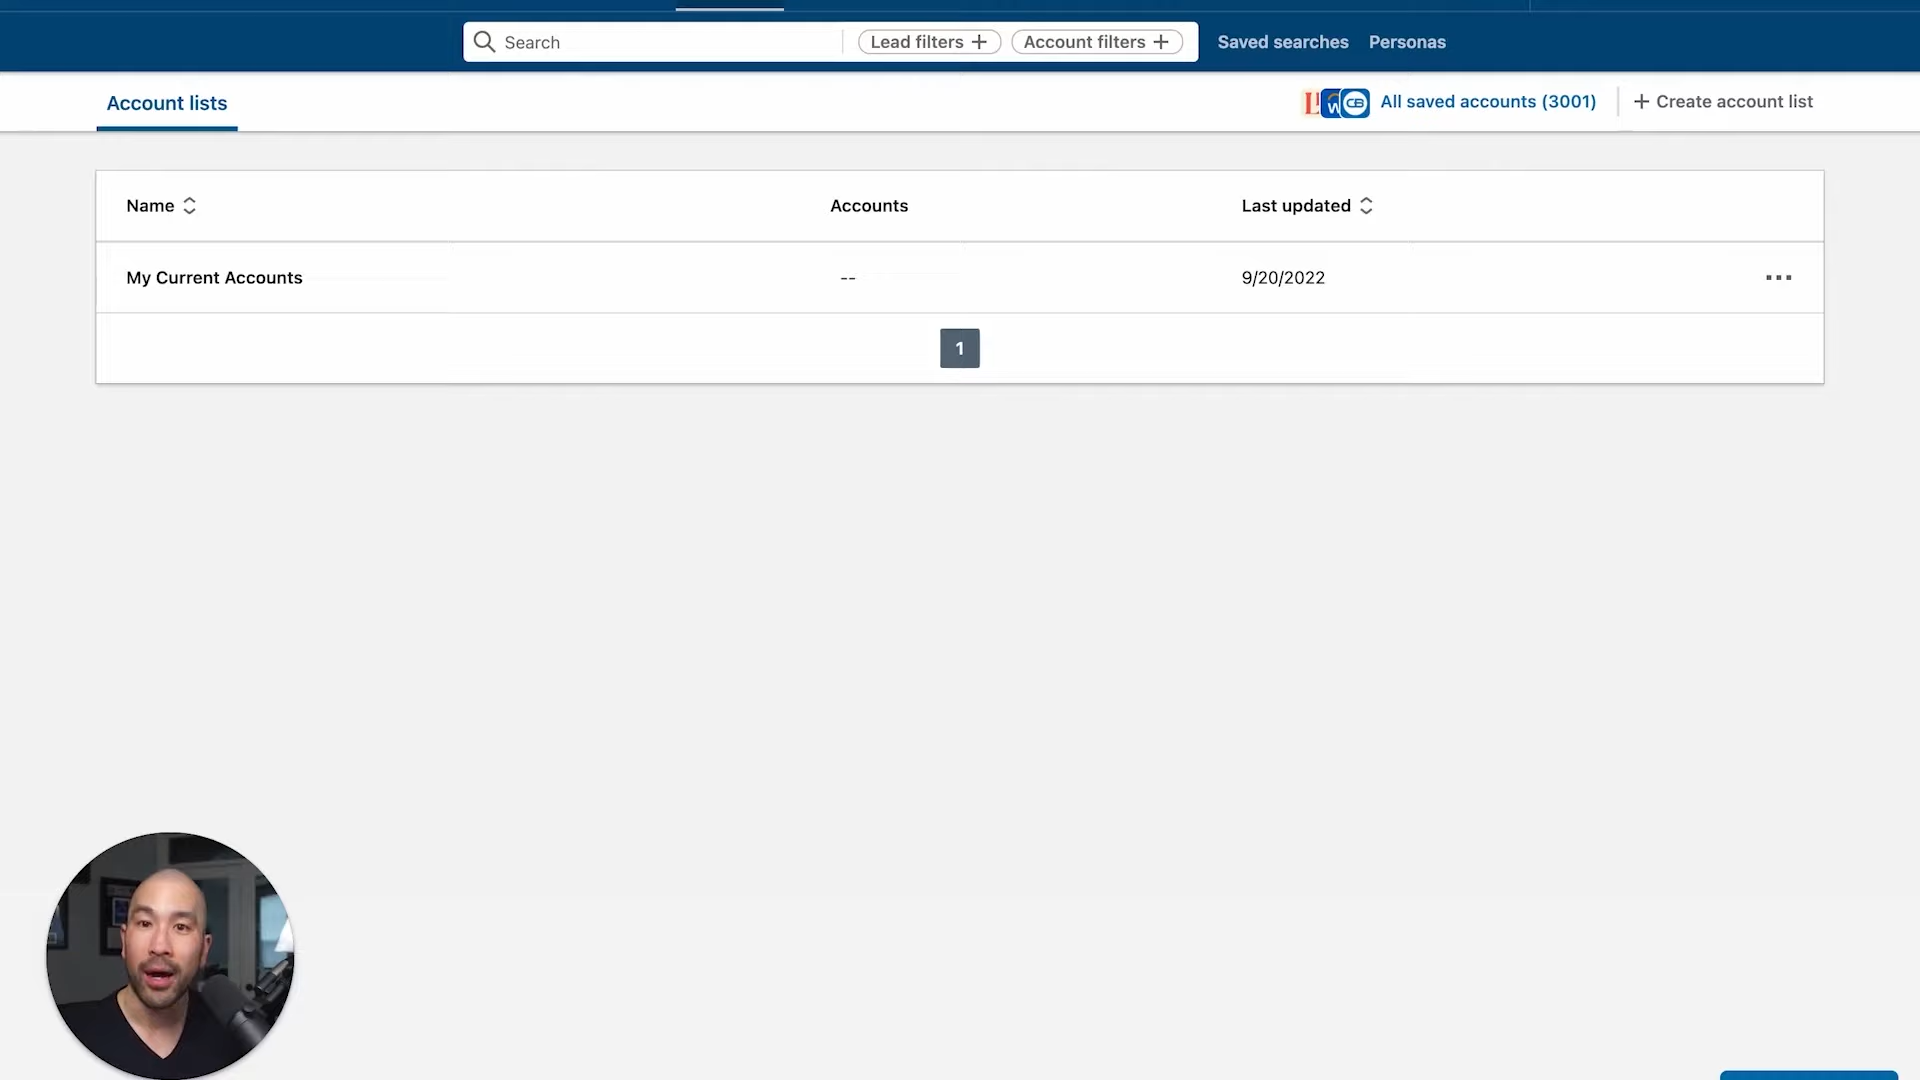 Search
Lead filters +
Account filters +
Saved searches
Personas
Account lists
All saved accounts (3001)
+ Create account list
Name
Accounts
Last updated
My Current Accounts
--
9/20/2022
...
1